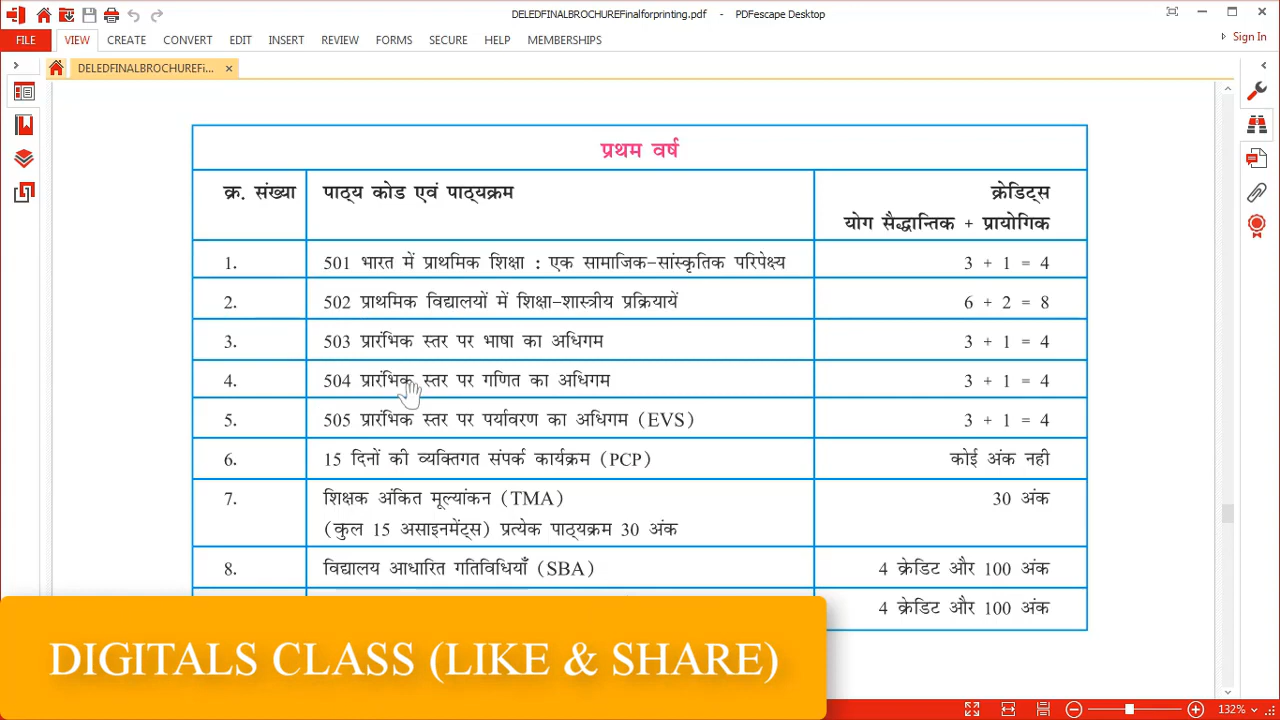 DELEDFINALBROCHUREFinalforprinting.pdf - PDFescape Desktop
FILE VIEW CREATE CONVERT EDIT INSERT REVIEW FORMS SECURE HELP MEMBERSHIPS Sign In
DELEDFINALBROCHUREFi... ×
प्रथम वर्ष
क्र. संख्या पाठ्य कोड एवं पाठ्यक्रम क्रेडिट्स
योग सैद्धान्तिक + प्रायोगिक
1. 501 भारत में प्राथमिक शिक्षा : एक सामाजिक-सांस्कृतिक परिपेक्ष्य 3 + 1 = 4
2. 502 प्राथमिक विद्यालयों में शिक्षा-शास्त्रीय प्रक्रियायें 6 + 2 = 8
3. 503 प्रारंभिक स्तर पर भाषा का अधिगम 3 + 1 = 4
4. 504 प्रारंभिक स्तर पर गणित का अधिगम 3 + 1 = 4
5. 505 प्रारंभिक स्तर पर पर्यावरण का अधिगम (EVS) 3 + 1 = 4
6. 15 दिनों की व्यक्तिगत संपर्क कार्यक्रम (PCP) कोई अंक नही
7. शिक्षक अंकित मूल्यांकन (TMA) 30 अंक
(कुल 15 असाइनमेंट्स) प्रत्येक पाठ्यक्रम 30 अंक
8. विद्यालय आधारित गतिविधियाँ (SBA) 4 क्रेडिट और 100 अंक
4 क्रेडिट और 100 अंक
DIGITALS CLASS (LIKE & SHARE)
132%